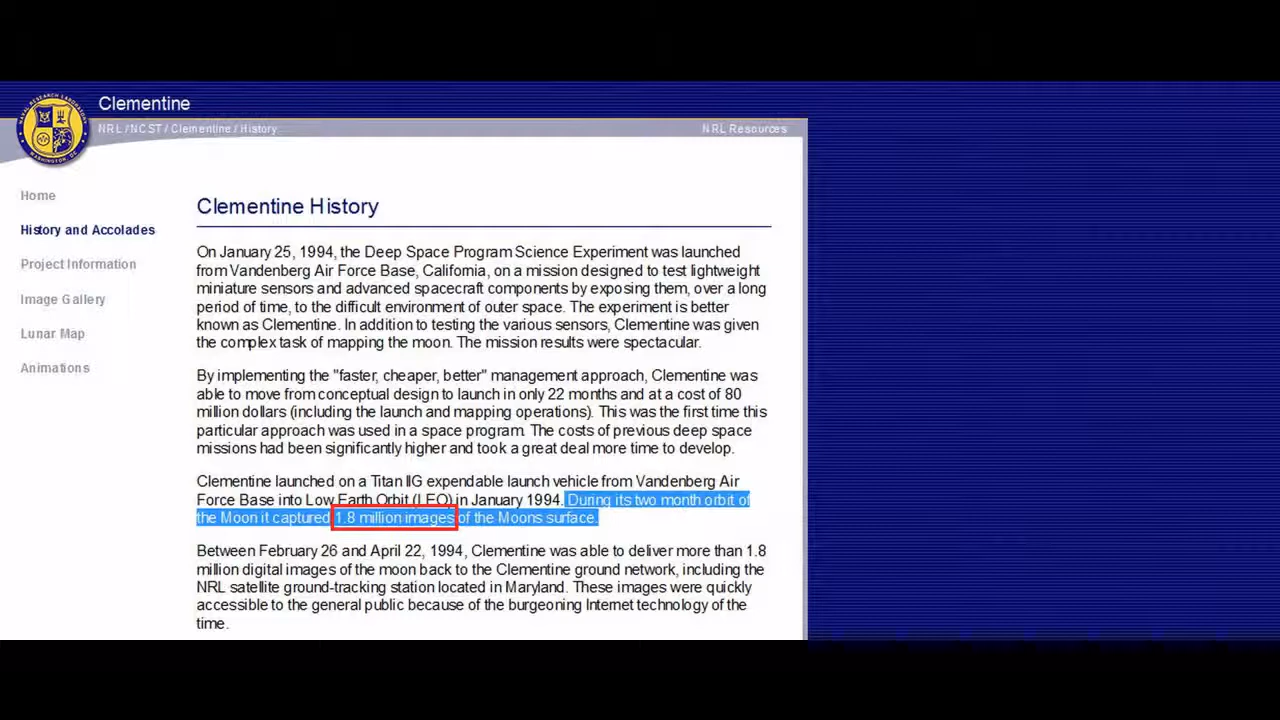 Clementine
NRL / NCST / Clementine / History
NRL Resources
NAVAL RESEARCH LABORATORY
WASHINGTON, DC
Home
History and Accolades
Project Information
Image Gallery
Lunar Map
Animations
Clementine History
On January 25, 1994, the Deep Space Program Science Experiment was launched
from Vandenberg Air Force Base, California, on a mission designed to test lightweight
miniature sensors and advanced spacecraft components by exposing them, over a long
period of time, to the difficult environment of outer space. The experiment is better
known as Clementine. In addition to testing the various sensors, Clementine was given
the complex task of mapping the moon. The mission results were spectacular.
By implementing the "faster, cheaper, better" management approach, Clementine was
able to move from conceptual design to launch in only 22 months and at a cost of 80
million dollars (including the launch and mapping operations). This was the first time this
particular approach was used in a space program. The costs of previous deep space
missions had been significantly higher and took a great deal more time to develop.
Clementine launched on a Titan IIG expendable launch vehicle from Vandenberg Air
Force Base into Low Earth Orbit (LEO) in January 1994. During its two month orbit of
the Moon it captured 1.8 million images of the Moons surface.
Between February 26 and April 22, 1994, Clementine was able to deliver more than 1.8
million digital images of the moon back to the Clementine ground network, including the
NRL satellite ground-tracking station located in Maryland. These images were quickly
accessible to the general public because of the burgeoning Internet technology of the
time.